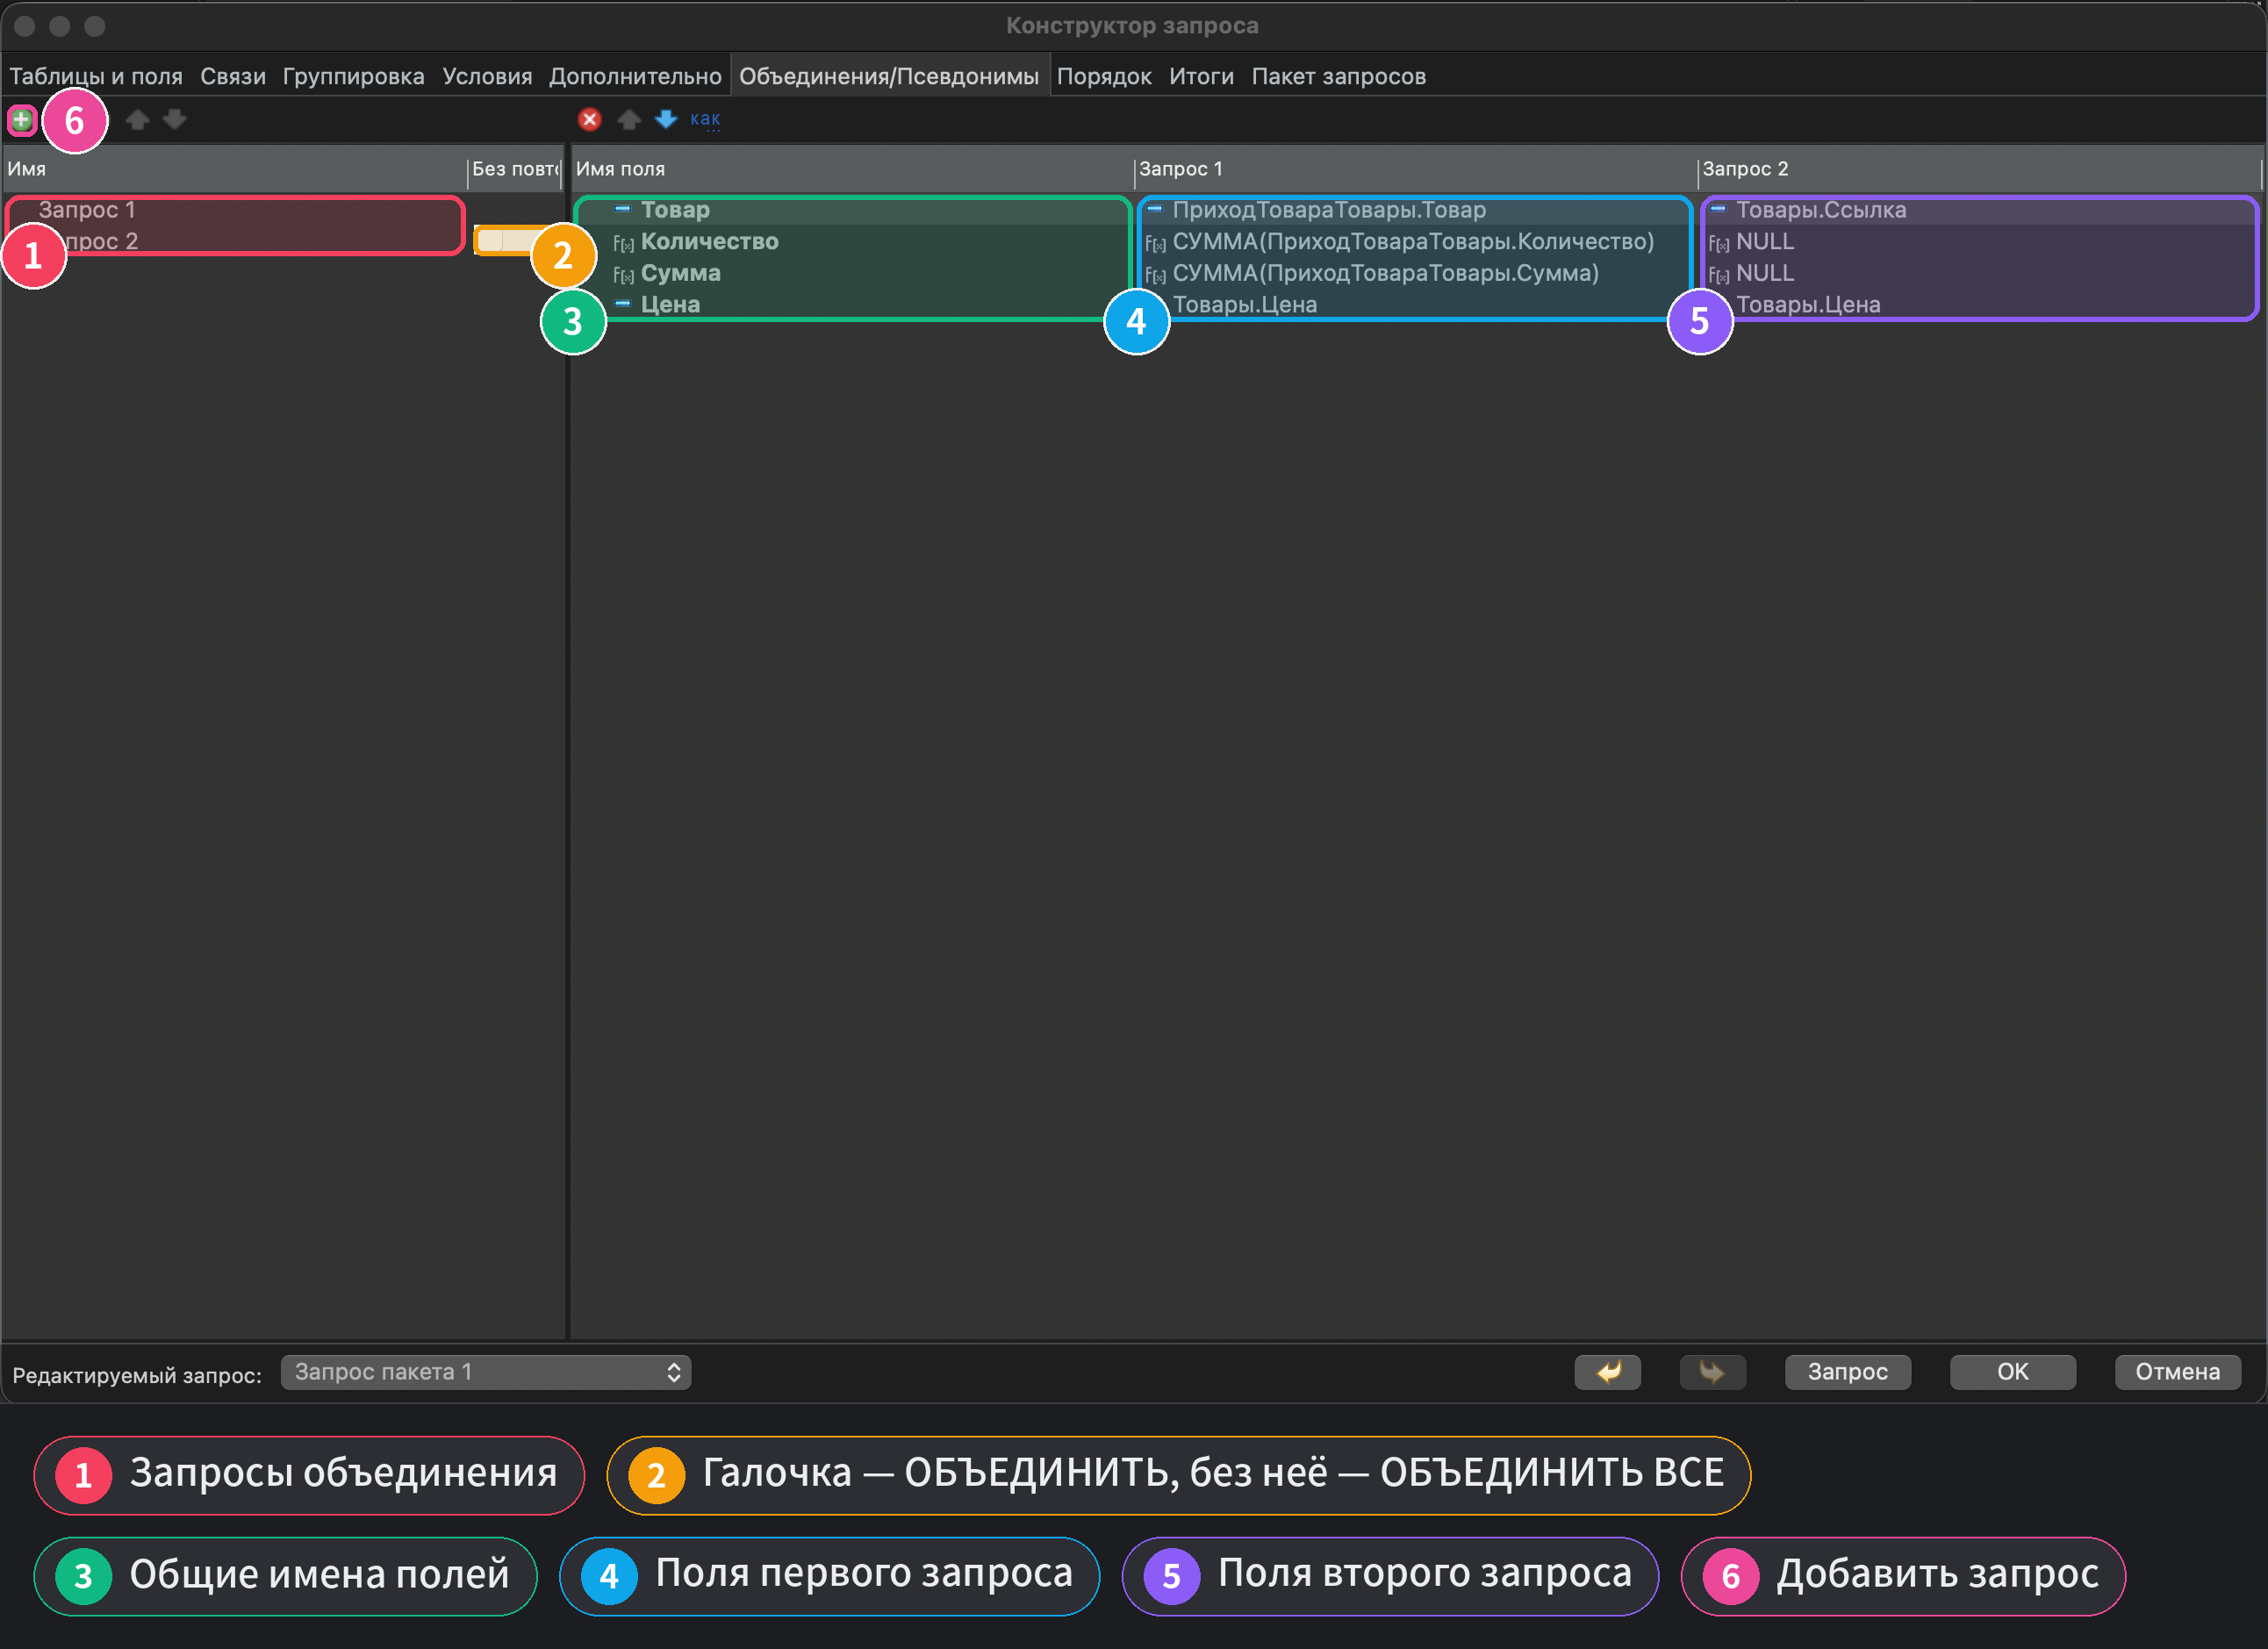 Конструктор запроса
Таблицы и поля Связи Группировка Условия Дополнительно Объединения/Псевдонимы Порядок Итоги Пакет запросов
6 как
Имя Без повт Имя поля Запрос 1 Запрос 2
Запрос 1 Товар ПриходТовараТовары.Товар Товары.Ссылка
прос 2 Количество СУММА(ПриходТовараТовары.Количество) NULL
1 2 Сумма СУММА(ПриходТовараТовары.Сумма) NULL
Цена Товары.Цена Товары.Цена
3 4 5
Редактируемый запрос: Запрос пакета 1 Запрос OK Отмена
1 Запросы объединения 2 Галочка — ОБЪЕДИНИТЬ, без неё — ОБЪЕДИНИТЬ ВСЕ
3 Общие имена полей 4 Поля первого запроса 5 Поля второго запроса 6 Добавить запрос